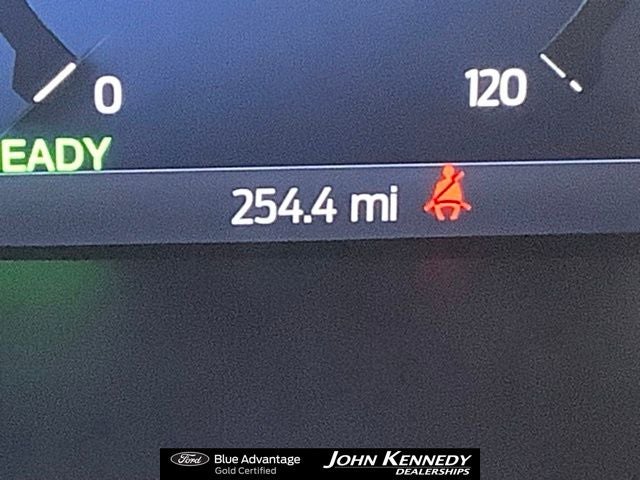 0
120
EADY
254.4 mi
Ford
Blue Advantage
Gold Certified
JOHN KENNEDY
DEALERSHIPS